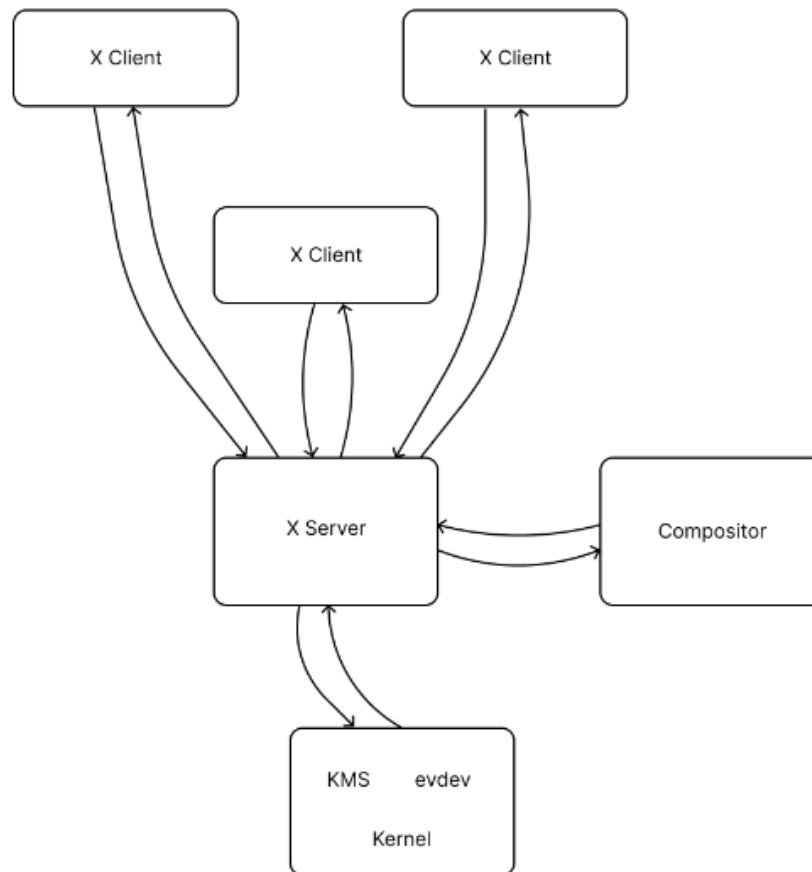 X Client
X Client
X Client
X Server
Compositor
KMS evdev
Kernel